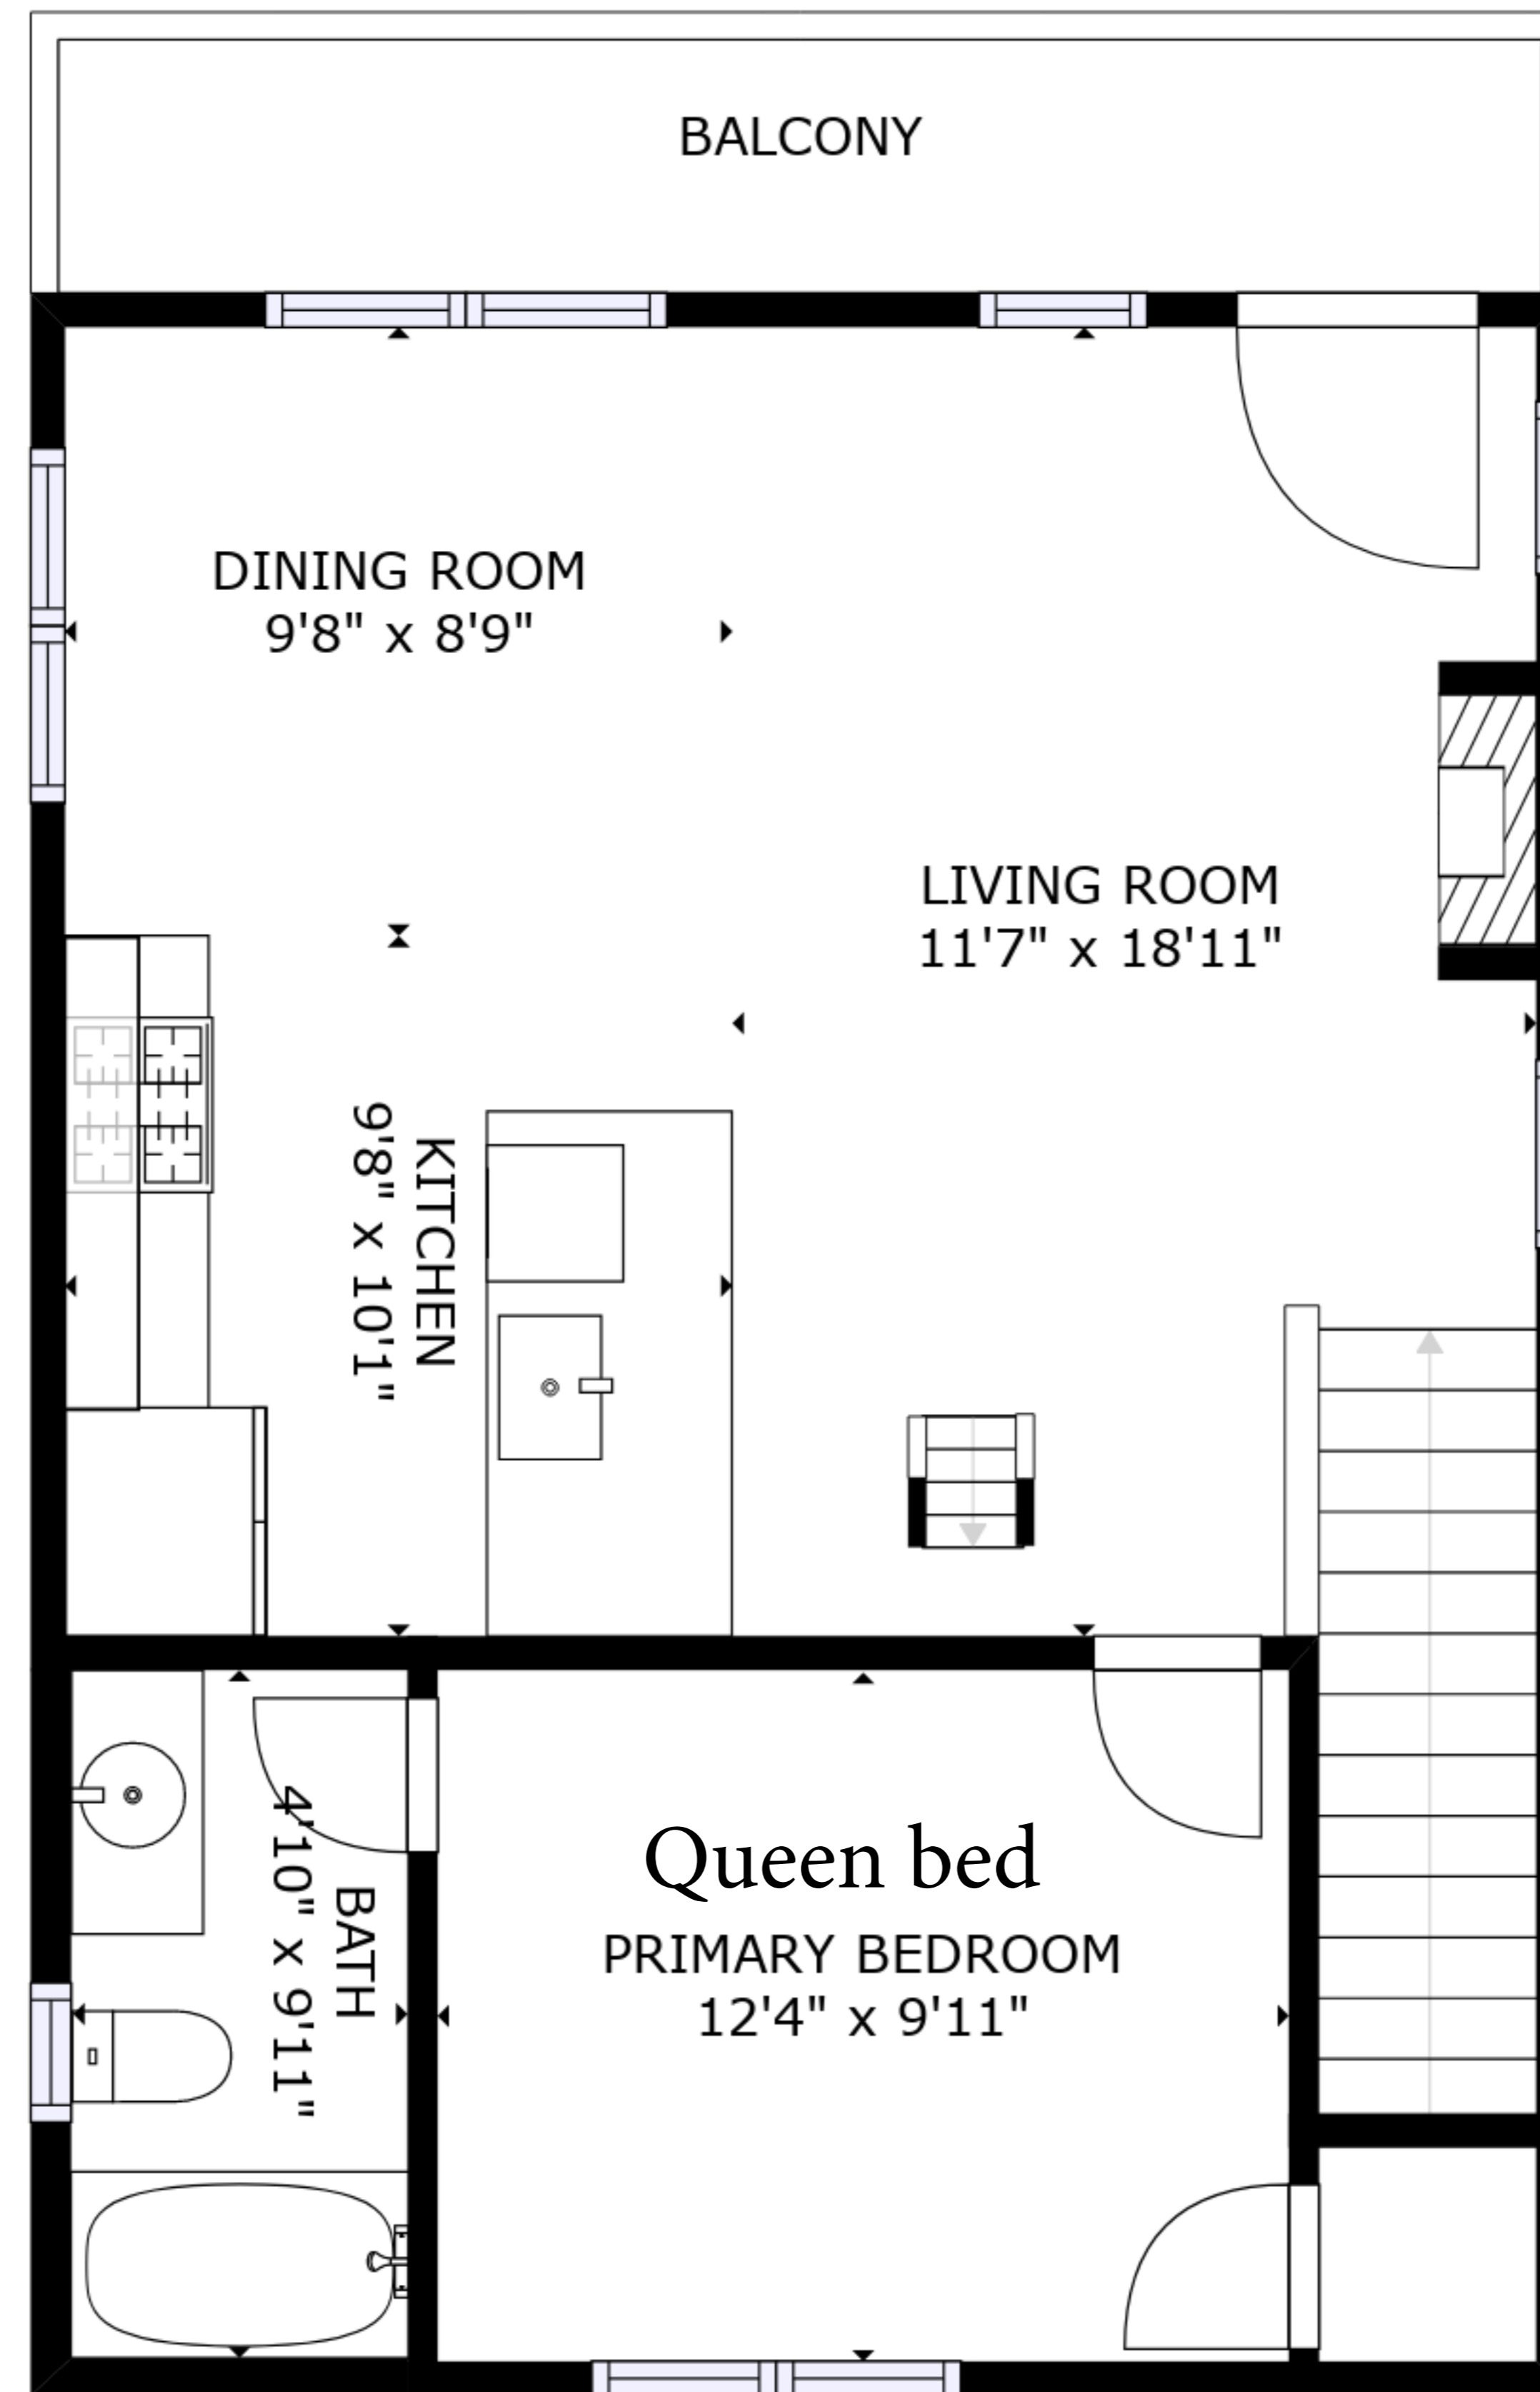 BALCONY
DINING ROOM
9'8" x 8'9"
LIVING ROOM
11'7" x 18'11"
KITCHEN
9'8" x 10'1"
Queen bed
PRIMARY BEDROOM
12'4" x 9'11"
BATH
4'10" x 9'11"